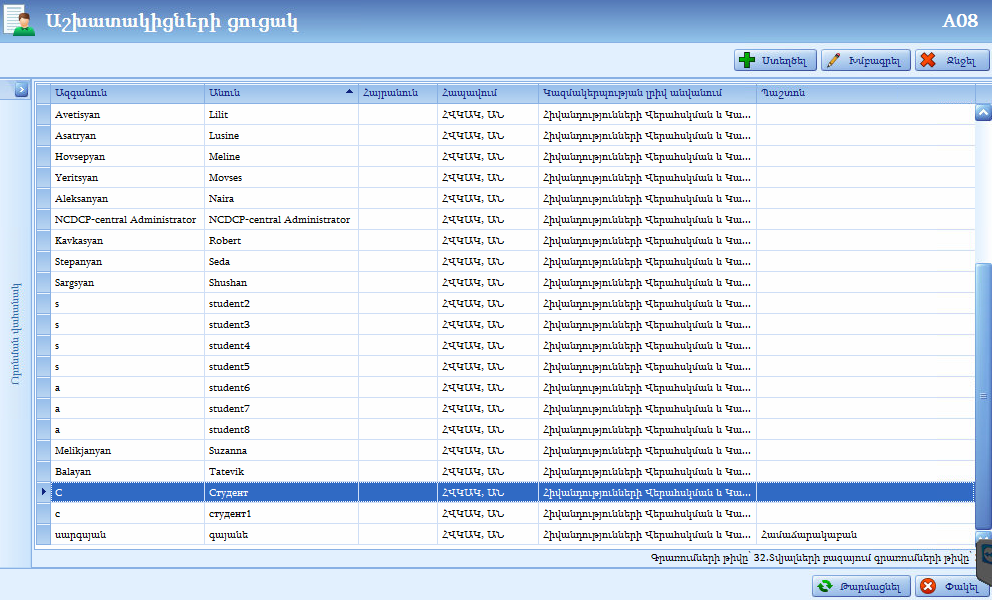 Աշխատակիցների ցուցակ A08
Ստեղծել Խմբագրել Ջնջել
Ազգանուն Անուն Հայրանուն Հապավում Կազմակերպության լրիվ անվանում Պաշտոն
Avetisyan Lilit ՀՎԿԱԿ, ԱՆ Հիվանդությունների Վերահսկման և Կա...
Asatryan Lusine ՀՎԿԱԿ, ԱՆ Հիվանդությունների Վերահսկման և Կա...
Hovsepyan Meline ՀՎԿԱԿ, ԱՆ Հիվանդությունների Վերահսկման և Կա...
Yeritsyan Movses ՀՎԿԱԿ, ԱՆ Հիվանդությունների Վերահսկման և Կա...
Aleksanyan Naira ՀՎԿԱԿ, ԱՆ Հիվանդությունների Վերահսկման և Կա...
NCDCP-central Administrator NCDCP-central Administrator ՀՎԿԱԿ, ԱՆ Հիվանդությունների Վերահսկման և Կա...
Kavkasyan Robert ՀՎԿԱԿ, ԱՆ Հիվանդությունների Վերահսկման և Կա...
Stepanyan Seda ՀՎԿԱԿ, ԱՆ Հիվանդությունների Վերահսկման և Կա...
Sargsyan Shushan ՀՎԿԱԿ, ԱՆ Հիվանդությունների Վերահսկման և Կա...
s student2 ՀՎԿԱԿ, ԱՆ Հիվանդությունների Վերահսկման և Կա...
s student3 ՀՎԿԱԿ, ԱՆ Հիվանդությունների Վերահսկման և Կա...
s student4 ՀՎԿԱԿ, ԱՆ Հիվանդությունների Վերահսկման և Կա...
s student5 ՀՎԿԱԿ, ԱՆ Հիվանդությունների Վերահսկման և Կա...
a student6 ՀՎԿԱԿ, ԱՆ Հիվանդությունների Վերահսկման և Կա...
a student7 ՀՎԿԱԿ, ԱՆ Հիվանդությունների Վերահսկման և Կա...
a student8 ՀՎԿԱԿ, ԱՆ Հիվանդությունների Վերահսկման և Կա...
Melikjanyan Suzanna ՀՎԿԱԿ, ԱՆ Հիվանդությունների Վերահսկման և Կա...
Balayan Tatevik ՀՎԿԱԿ, ԱՆ Հիվանդությունների Վերահսկման և Կա...
С Студент ՀՎԿԱԿ, ԱՆ Հիվանդությունների Վերահսկման և Կա...
с студент1 ՀՎԿԱԿ, ԱՆ Հիվանդությունների Վերահսկման և Կա...
սարգսյան գայանե ՀՎԿԱԿ, ԱՆ Հիվանդությունների Վերահսկման և Կա... Համաճարակաբան
Որոնման վահանակ
Գրառումների թիվը՝ 32.Տվյալների բազայում գրառումների թիվը՝
Թարմացնել Փակել